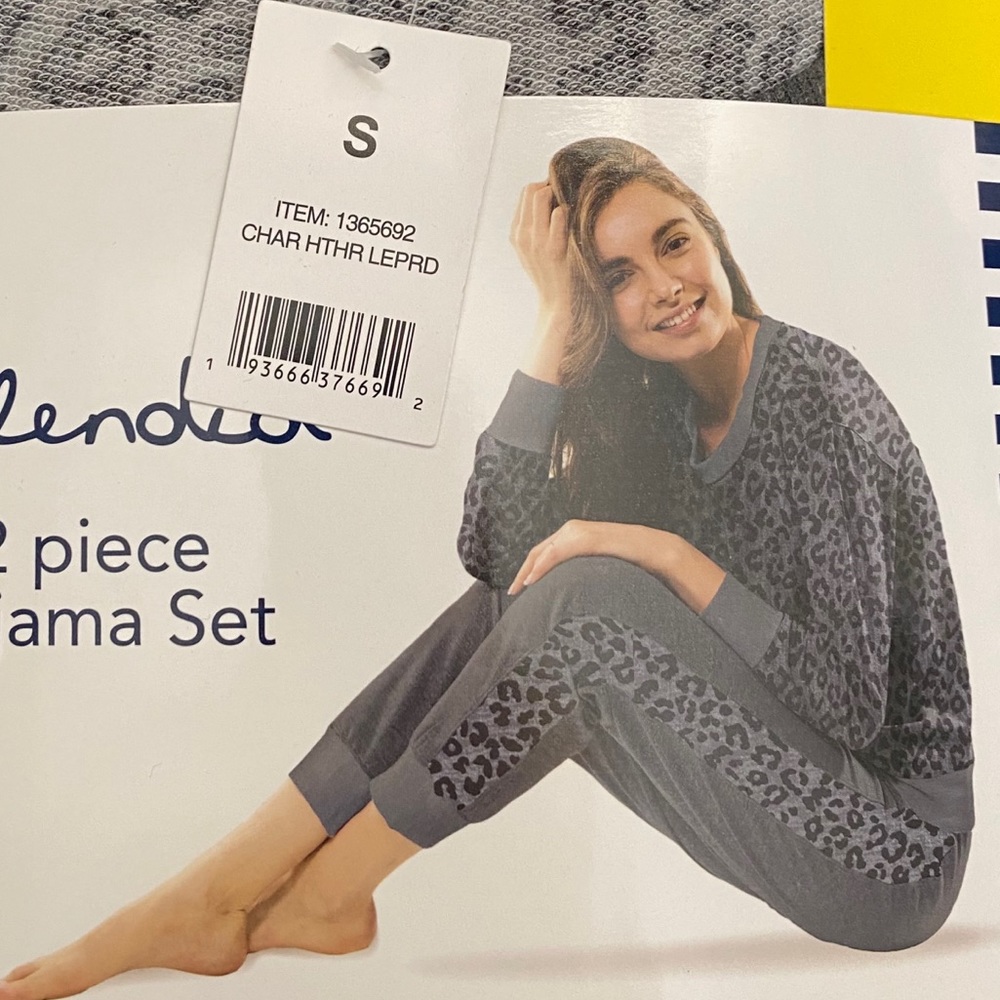 S
ITEM: 1365692
CHAR HTHR LEPRD
1 93666 37669 2
2 piece
jama Set